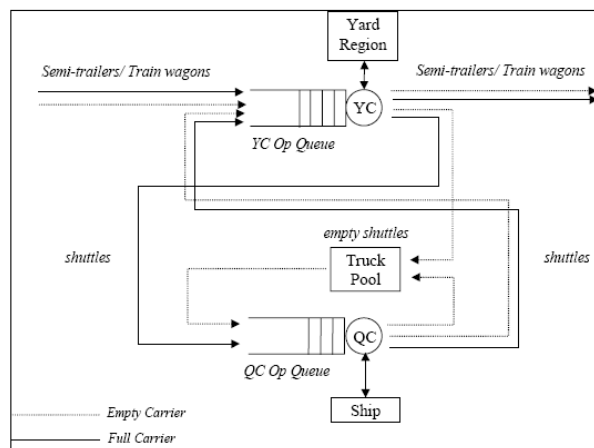 Yard
Region
Semi-trailers/ Train wagons
Semi-trailers/ Train wagons
YC
YC Op Queue
empty shuttles
shuttles
Truck
Pool
shuttles
QC
QC Op Queue
Ship
Empty Carrier
Full Carrier